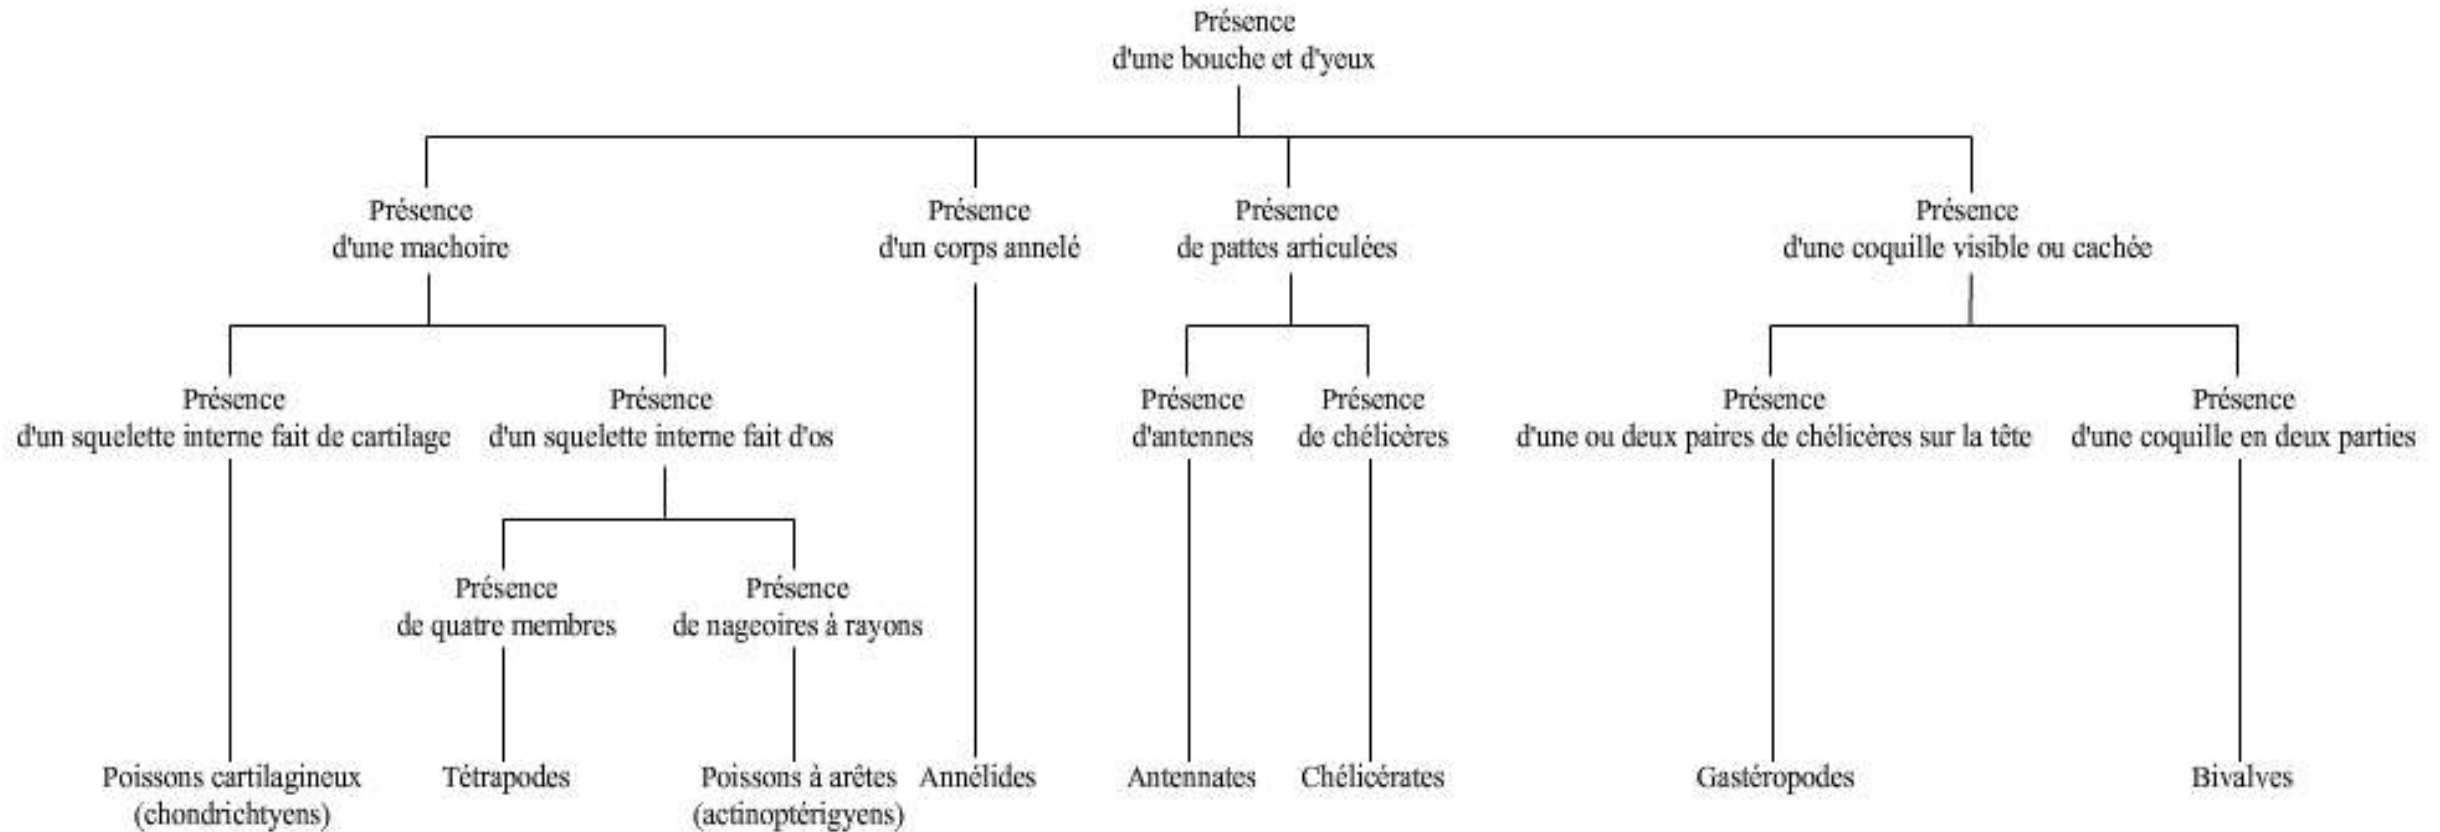 Présence
d'une bouche et d'yeux
Présence
d'une machoire
Présence
d'un corps annelé
Présence
de pattes articulées
Présence
d'une coquille visible ou cachée
Présence
d'un squelette interne fait de cartilage
Présence
d'un squelette interne fait d'os
Présence
d'antennes
Présence
de chélicères
Présence
d'une ou deux paires de chélicères sur la tête
Présence
d'une coquille en deux parties
Présence
de quatre membres
Présence
de nageoires à rayons
Poissons cartilagineux
(chondrichtyens)
Tétrapodes
Poissons à arêtes
(actinoptérigyens)
Annélides
Antennates
Chélicérates
Gastéropodes
Bivalves